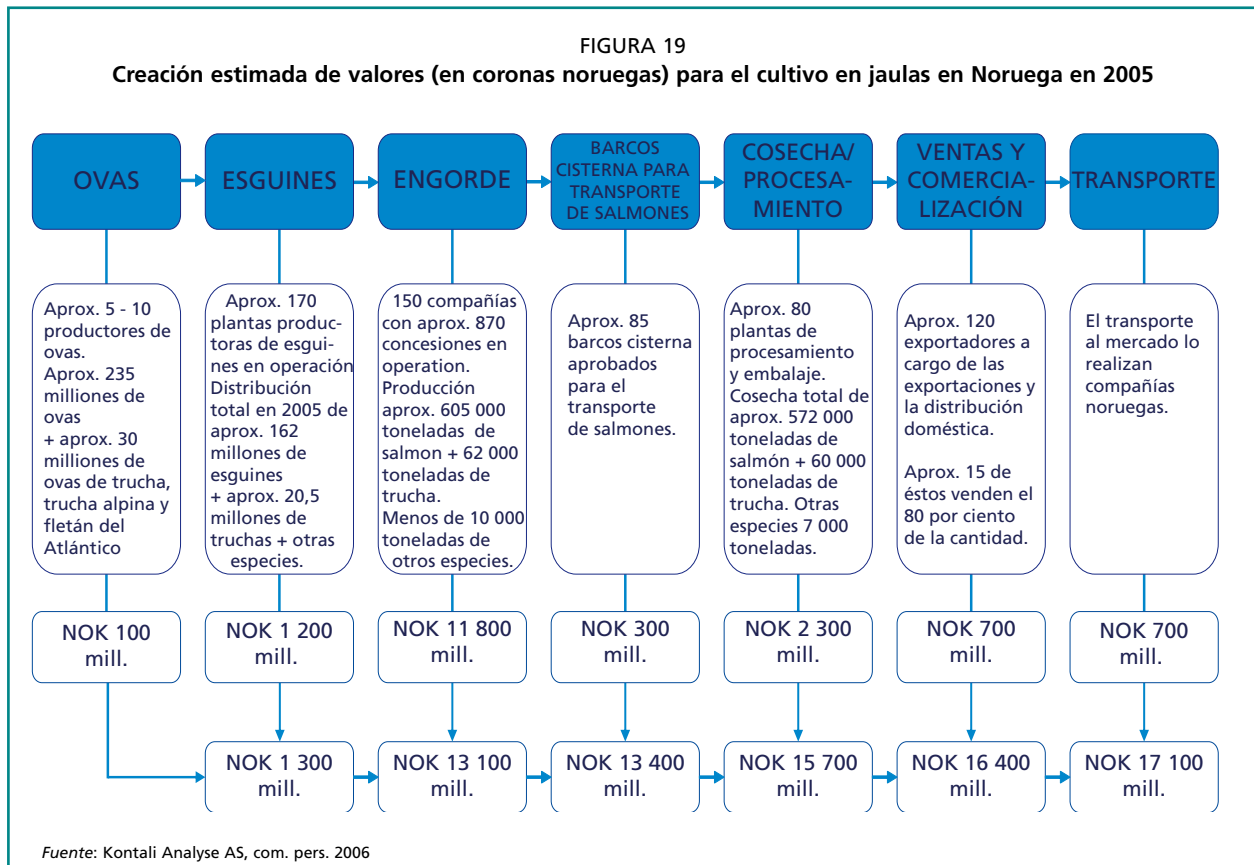 FIGURA 19
Creación estimada de valores (en coronas noruegas) para el cultivo en jaulas en Noruega en 2005
OVAS
ESGUINES
ENGORDE
BARCOS
CISTERNA PARA
TRANSPORTE
DE SALMONES
COSECHA/
PROCESA-
MIENTO
VENTAS Y
COMERCIA-
LIZACIÓN
TRANSPORTE
Aprox. 5 - 10
productores de
ovas.
Aprox. 235
milliones de
ovas
+ aprox. 30
milliones de
ovas de trucha,
trucha alpina y
fletán del
Atlántico
Aprox. 170
plantas produc-
toras de esgui-
nes en operación
Distribución
total en 2005 de
aprox. 162
millones de
esguines
+ aprox. 20,5
millones de
truchas + otras
especies.
150 compañías
con aprox. 870
concesiones en
operation.
Producción
aprox. 605 000
toneladas de
salmon + 62 000
toneladas de
trucha.
Menos de 10 000
toneladas de
otros especies.
Aprox. 85
barcos cisterna
aprobados
para el
transporte
de salmones.
Aprox. 80
plantas de
procesamiento
y embalaje.
Cosecha total de
aprox. 572 000
toneladas de
salmón + 60 000
toneladas de
trucha. Otras
especies 7 000
toneladas.
Aprox. 120
exportadores a
cargo de las
exportaciones y
la distribución
doméstica.
Aprox. 15 de
éstos venden el
80 por ciento
de la cantidad.
El transporte
al mercado lo
realizan
compañías
noruegas.
NOK 100
mill.
NOK 1 200
mill.
NOK 11 800
mill.
NOK 300
mill.
NOK 2 300
mill.
NOK 700
mill.
NOK 700
mill.
NOK 1 300
mill.
NOK 13 100
mill.
NOK 13 400
mill.
NOK 15 700
mill.
NOK 16 400
mill.
NOK 17 100
mill.
Fuente: Kontali Analyse AS, com. pers. 2006